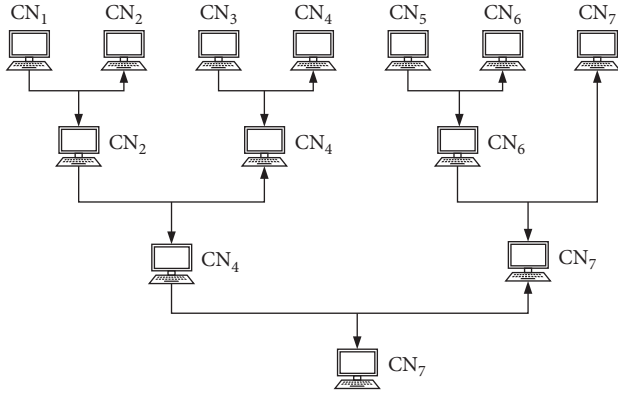 CN₁ CN₂ CN₃ CN₄ CN₅ CN₆ CN₇
CN₂ CN₄ CN₆
CN₄ CN₇
CN₇